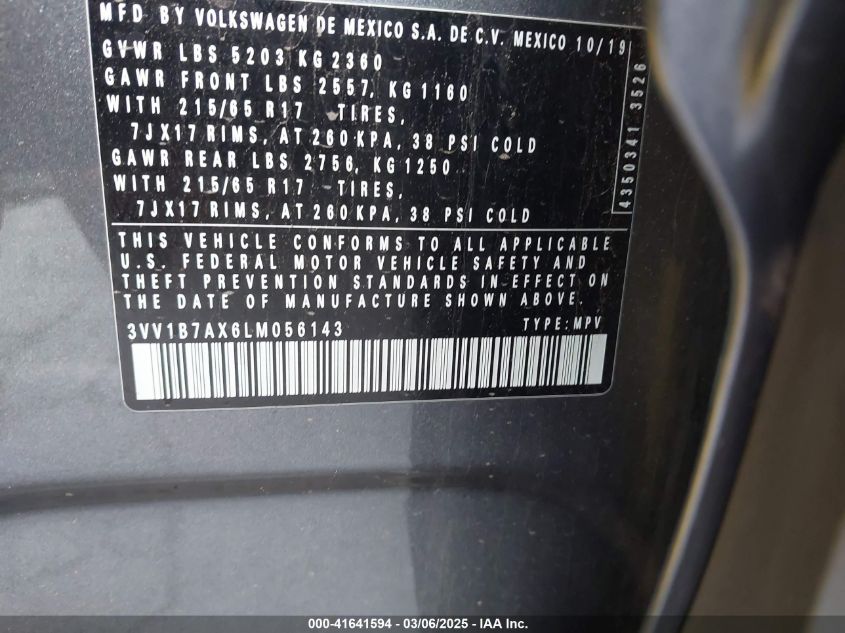 MFD BY VOLKSWAGEN DE MEXICO S.A. DE C.V. MEXICO 10/19
GVWR LBS 5203 KG 2360
GAWR FRONT LBS 2557, KG 1160
WITH 215/65 R17 - TIRES,
7JX17 RIMS, AT 260 KPA, 38 PSI COLD
GAWR REAR LBS 2756, KG 1250
WITH 215/65 R17 - TIRES,
7JX17 RIMS, AT 260 KPA, 38 PSI COLD
4350341 3526
THIS VEHICLE CONFORMS TO ALL APPLICABLE
U.S. FEDERAL MOTOR VEHICLE SAFETY AND
THEFT PREVENTION STANDARDS IN EFFECT ON
THE DATE OF MANUFACTURE SHOWN ABOVE.
3VV1B7AX6LM056143 TYPE: MPV
000-41641594 — 03/06/2025 — IAA Inc.